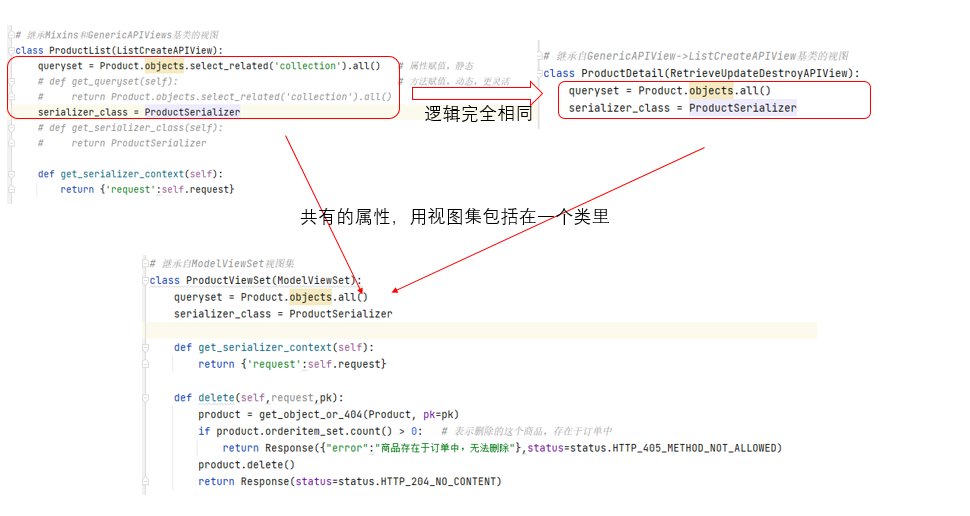 # 继承Mixins和GenericAPIViews基类的视图
class ProductList(ListCreateAPIView):
queryset = Product.objects.select_related('collection').all()  # 属性赋值，静态
# def get_queryset(self):  # 方法赋值，动态，更灵活
#     return Product.objects.select_related('collection').all()
serializer_class = ProductSerializer
# def get_serializer_class(self):
#     return ProductSerializer
def get_serializer_context(self):
return {'request':self.request}
# 继承自GenericAPIView->ListCreateAPIView基类的视图
class ProductDetail(RetrieveUpdateDestroyAPIView):
queryset = Product.objects.all()
serializer_class = ProductSerializer
逻辑完全相同
共有的属性，用视图集包括在一个类里
# 继承自ModelViewSet视图集
class ProductViewSet(ModelViewSet):
queryset = Product.objects.all()
serializer_class = ProductSerializer
def get_serializer_context(self):
return {'request':self.request}
def delete(self,request,pk):
product = get_object_or_404(Product, pk=pk)
if product.orderitem_set.count() > 0:   # 表示删除的这个商品，存在于订单中
return Response({"error":"商品存在于订单中，无法删除"},status=status.HTTP_405_METHOD_NOT_ALLOWED)
product.delete()
return Response(status=status.HTTP_204_NO_CONTENT)